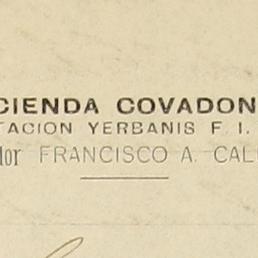 CIENDA COVADON
TACION YERBANIS F. I.
dor FRANCISCO A. CAL